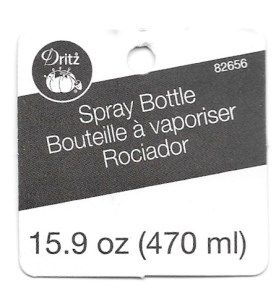 Dritz
82656
Spray Bottle
Bouteille à vaporiser
Rociador
15.9 oz (470 ml)